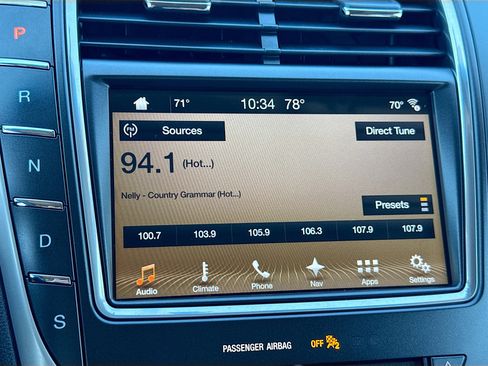 P
R
N
D
S
71° 10:34 78° 70°
Sources Direct Tune
94.1 (Hot...)
Nelly - Country Grammar (Hot...)
Presets
100.7 103.9 105.9 106.3 107.9 107.9
Audio Climate Phone Nav Apps Settings
PASSENGER AIRBAG OFF 2